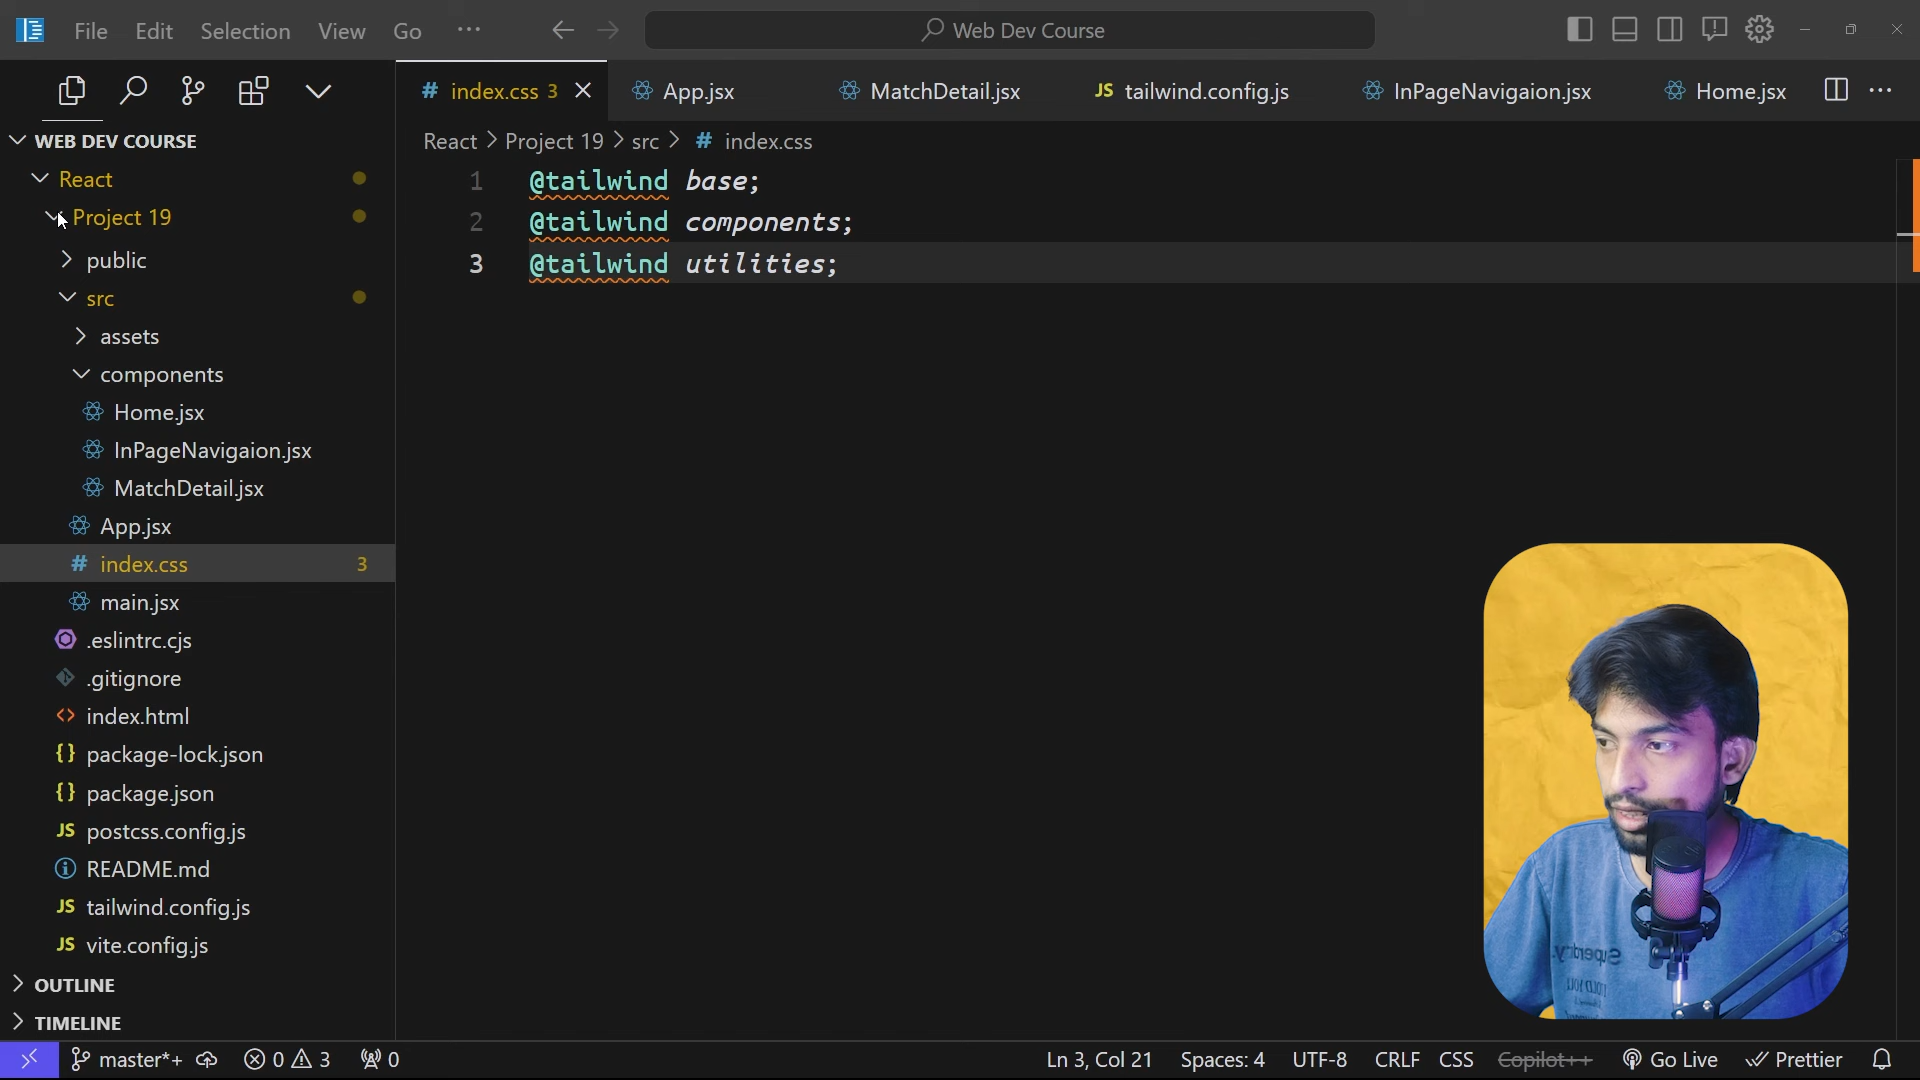 File Edit Selection View Go ··· Web Dev Course
index.css 3 App.jsx MatchDetail.jsx JS tailwind.config.js InPageNavigaion.jsx Home.jsx
WEB DEV COURSE
React > Project 19 > src > # index.css
React
Project 19
public
src
assets
components
Home.jsx
InPageNavigaion.jsx
MatchDetail.jsx
App.jsx
# index.css 3
main.jsx
.eslintrc.cjs
.gitignore
<> index.html
{} package-lock.json
{} package.json
JS postcss.config.js
README.md
JS tailwind.config.js
JS vite.config.js
OUTLINE
TIMELINE
1 @tailwind base;
2 @tailwind components;
3 @tailwind utilities;
Superdry.
master*+ 0 3 0 Ln 3, Col 21 Spaces: 4 UTF-8 CRLF CSS Copilot++ Go Live Prettier